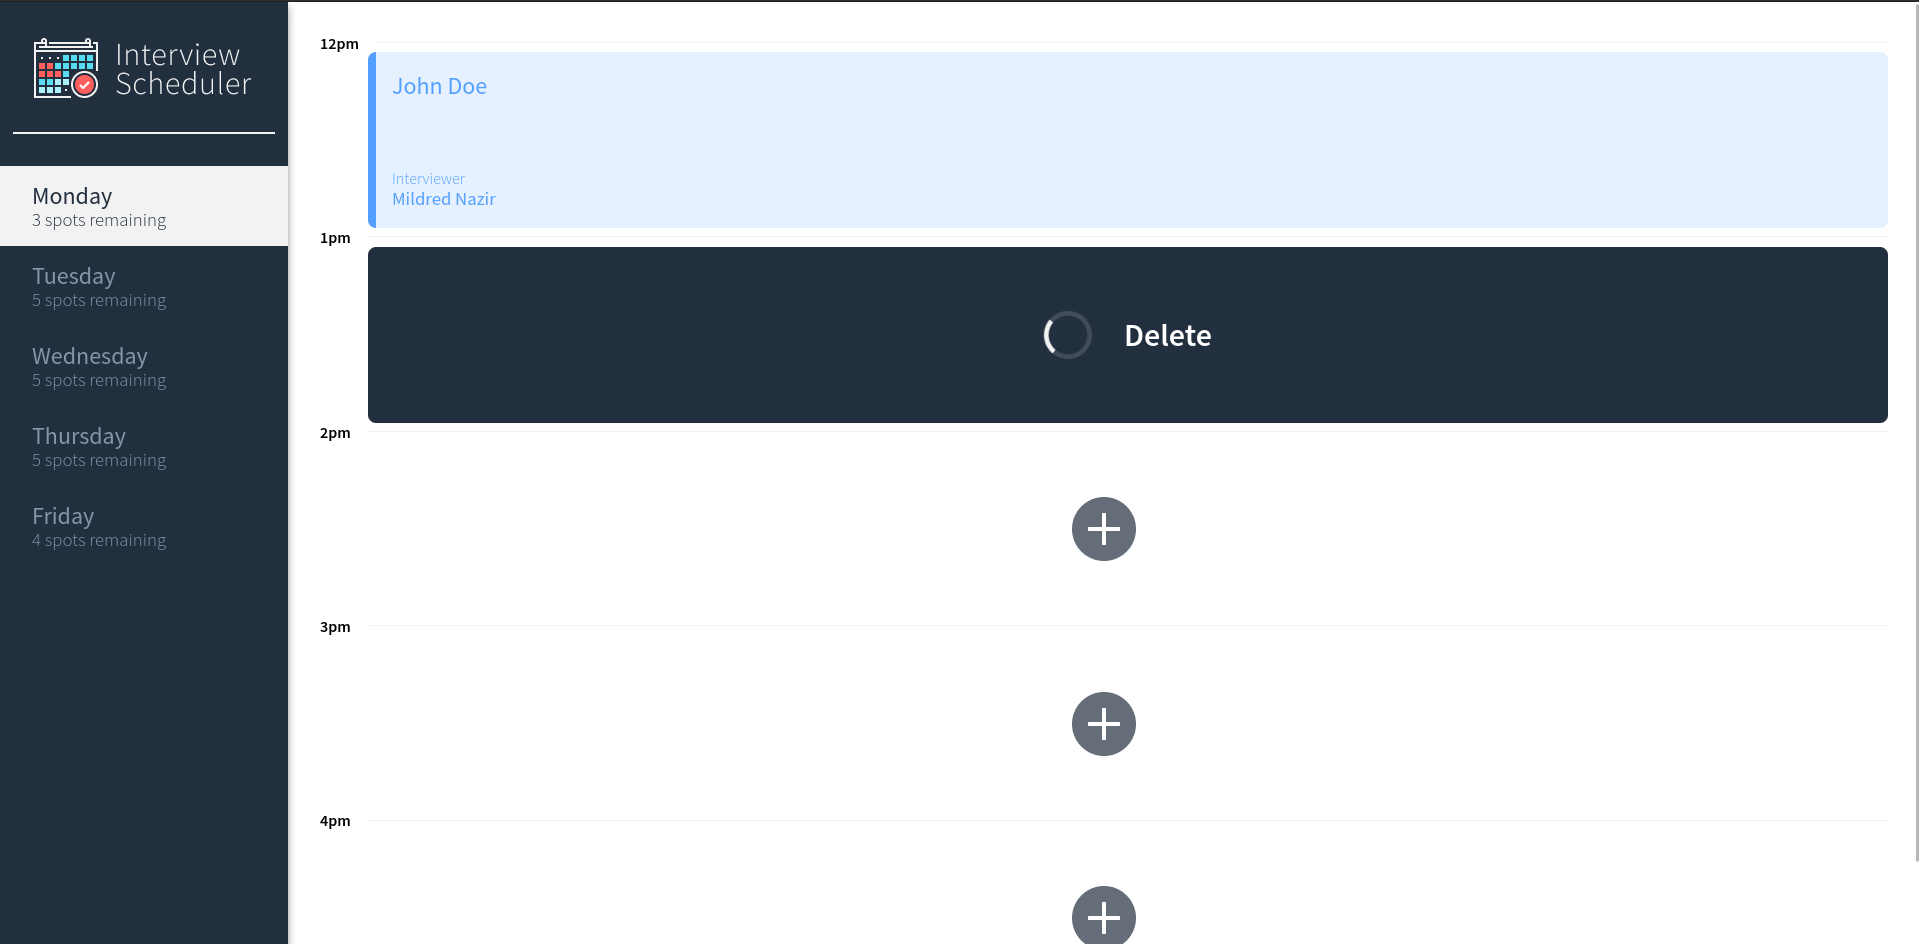 Interview
Scheduler
Monday
3 spots remaining
Tuesday
5 spots remaining
Wednesday
5 spots remaining
Thursday
5 spots remaining
Friday
4 spots remaining
12pm
John Doe
Interviewer
Mildred Nazir
1pm
Delete
2pm
3pm
4pm